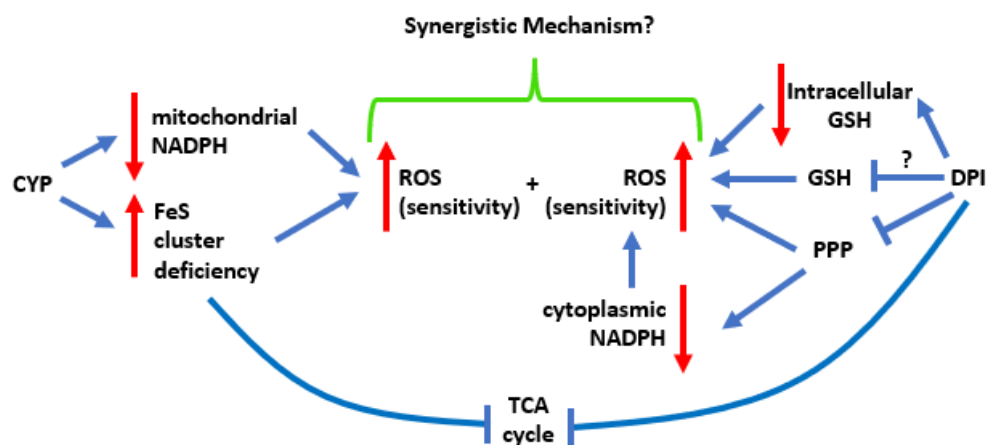 Synergistic Mechanism?
mitochondrial
NADPH
CYP
FeS
cluster
deficiency
ROS
(sensitivity)
+
ROS
(sensitivity)
Intracellular
GSH
?
GSH
DPI
PPP
cytoplasmic
NADPH
TCA
cycle